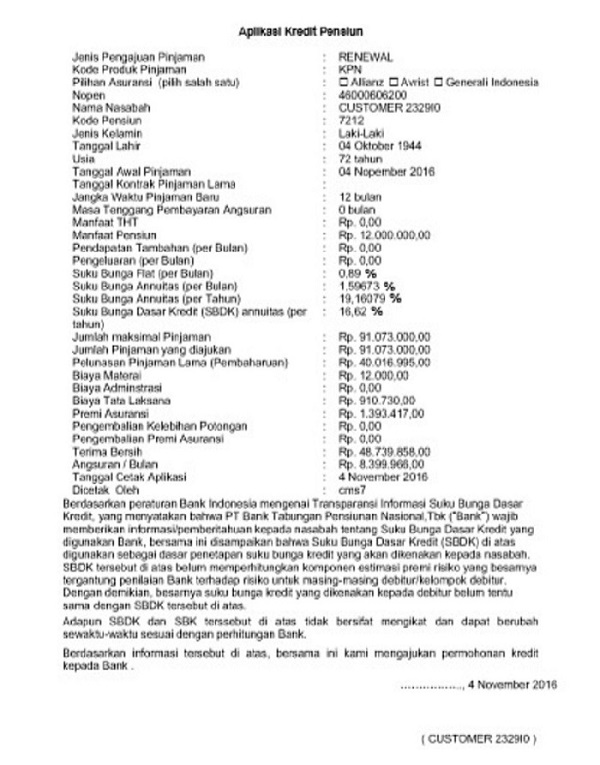 Aplikasi Kredit Pensiun
Jenis Pengajuan Pinjaman : RENEWAL
Kode Produk Pinjaman : KPN
Pilihan Asuransi (pilih salah satu) : ☐ Allianz ☐ Avrist ☐ Generali Indonesia
Nopen : 46000606200
Nama Nasabah : CUSTOMER 2329I0
Kode Pensiun : 7212
Jenis Kelamin : Laki-Laki
Tanggal Lahir : 04 Oktober 1944
Usia : 72 tahun
Tanggal Awal Pinjaman : 04 Nopember 2016
Tanggal Kontrak Pinjaman Lama :
Jangka Waktu Pinjaman Baru : 12 bulan
Masa Tenggang Pembayaran Angsuran : 0 bulan
Manfaat THT : Rp. 0,00
Manfaat Pensiun : Rp. 12.000.000,00
Pendapatan Tambahan (per Bulan) : Rp. 0,00
Pengeluaran (per Bulan) : Rp. 0,00
Suku Bunga Flat (per Bulan) : 0,89 %
Suku Bunga Annuitas (per Bulan) : 1,59673 %
Suku Bunga Annuitas (per Tahun) : 19,16079 %
Suku Bunga Dasar Kredit (SBDK) annuitas (per : 16,62 %
tahun)
Jumlah maksimal Pinjaman : Rp. 91.073.000,00
Jumlah Pinjaman yang diajukan : Rp. 91.073.000,00
Pelunasan Pinjaman Lama (Pembaharuan) : Rp. 40.016.995,00
Biaya Materai : Rp. 12.000,00
Biaya Adminstrasi : Rp. 0,00
Biaya Tata Laksana : Rp. 910.730,00
Premi Asuransi : Rp. 1.393.417,00
Pengembalian Kelebihan Potongan : Rp. 0,00
Pengembalian Premi Asuransi : Rp. 0,00
Terima Bersih : Rp. 48.739.858,00
Angsuran / Bulan : Rp. 8.399.966,00
Tanggal Cetak Aplikasi : 4 November 2016
Dicetak Oleh : cms7
Berdasarkan peraturan Bank Indonesia mengenai Transparansi Informasi Suku Bunga Dasar
Kredit, yang menyatakan bahwa PT Bank Tabungan Pensiunan Nasional,Tbk ("Bank") wajib
memberikan informasi/pemberitahuan kepada nasabah tentang Suku Bunga Dasar Kredit yang
digunakan Bank, bersama ini disampaikan bahwa Suku Bunga Dasar Kredit (SBDK) di atas
digunakan sebagai dasar penetapan suku bunga kredit yang akan dikenakan kepada nasabah.
SBDK tersebut di atas belum memperhitungkan komponen estimasi premi risiko yang besarnya
tergantung penilaian Bank terhadap risiko untuk masing-masing debitur/kelompok debitur.
Dengan demikian, besarnya suku bunga kredit yang dikenakan kepada debitur belum tentu
sama dengan SBDK tersebut di atas.
Adapun SBDK dan SBK terssebut di atas tidak bersifat mengikat dan dapat berubah
sewaktu-waktu sesuai dengan perhitungan Bank.
Berdasarkan informasi tersebut di atas, bersama ini kami mengajukan permohonan kredit
kepada Bank .
................., 4 November 2016
( CUSTOMER 2329I0 )